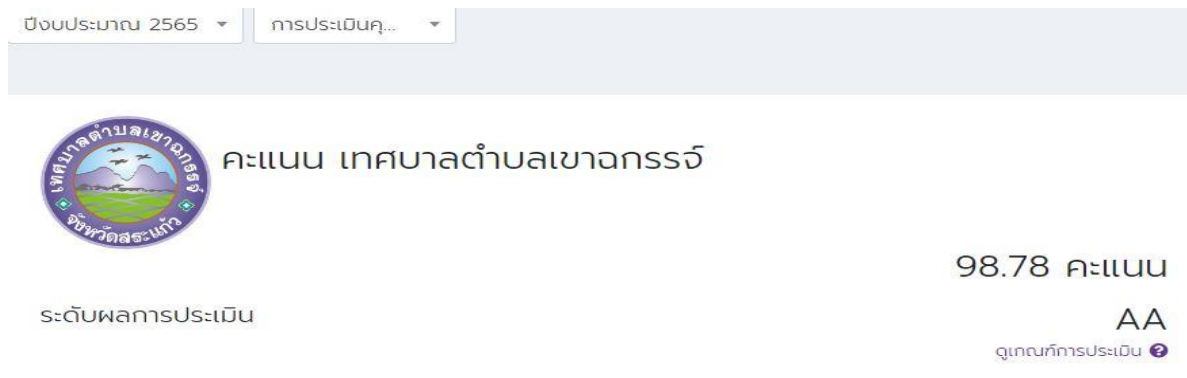 ปีงบประมาณ 2565 การประเมินคุ...
เทศบาลตำบลเขาฉกรรจ์
จังหวัดสระแก้ว
คะแนน เทศบาลตำบลเขาฉกรรจ์
98.78 คะแนน
ระดับผลการประเมิน
AA
ดูเกณฑ์การประเมิน ?